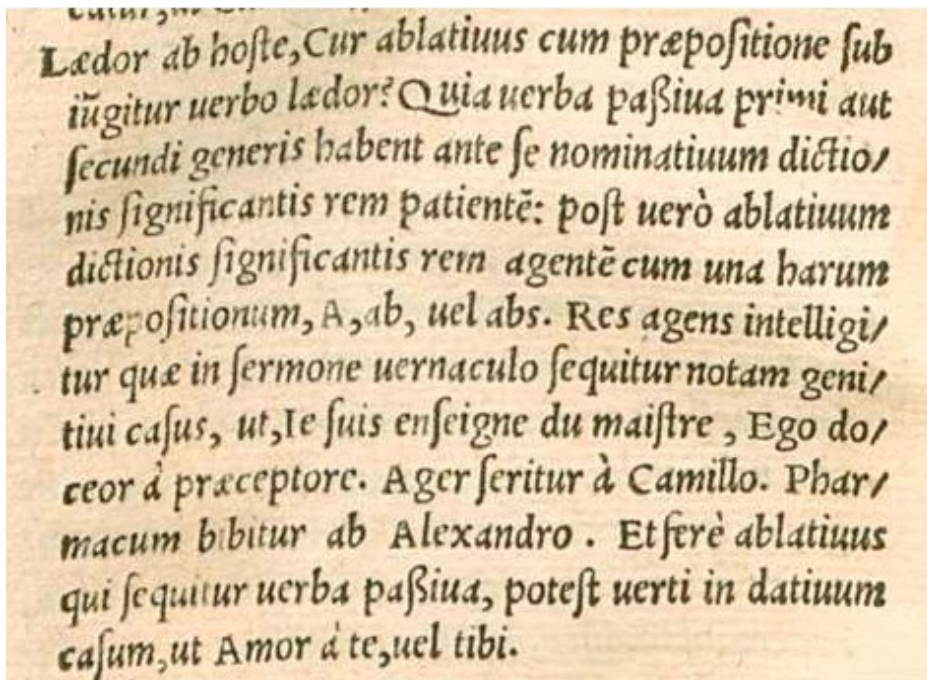 Lædor ab hoſte,Cur ablatiuus cum præpoſitione ſub
iũgitur uerbo lædor? Quia uerba paßiua primi aut
ſecundi generis habent ante ſe nominatiuum dictio/
nis ſignificantis rem patientẽ: poſt uerò ablatiuum
dictionis ſignificantis rem agentẽ cum una harum
præpoſitionum, A, ab, uel abs. Res agens intelligi/
tur quæ in ſermone uernaculo ſequitur notam geni/
tiui caſus, ut, Ie ſuis enſeigne du maiſtre , Ego do/
ceor à præceptore. Ager ſeritur à Camillo. Phar/
macum bibitur ab Alexandro . Et ferè ablatiuus
qui ſequitur uerba paßiua, poteſt uerti in datiuum
caſum,ut Amor à te,uel tibi.